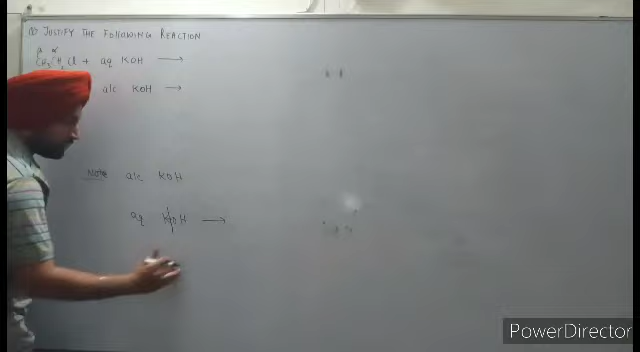 JUSTIFY THE FOLLOWING REACTION
β α
CH3CH2Cl + aq KOH →
alc KOH →
Note alc KOH
aq KOH →
PowerDirector